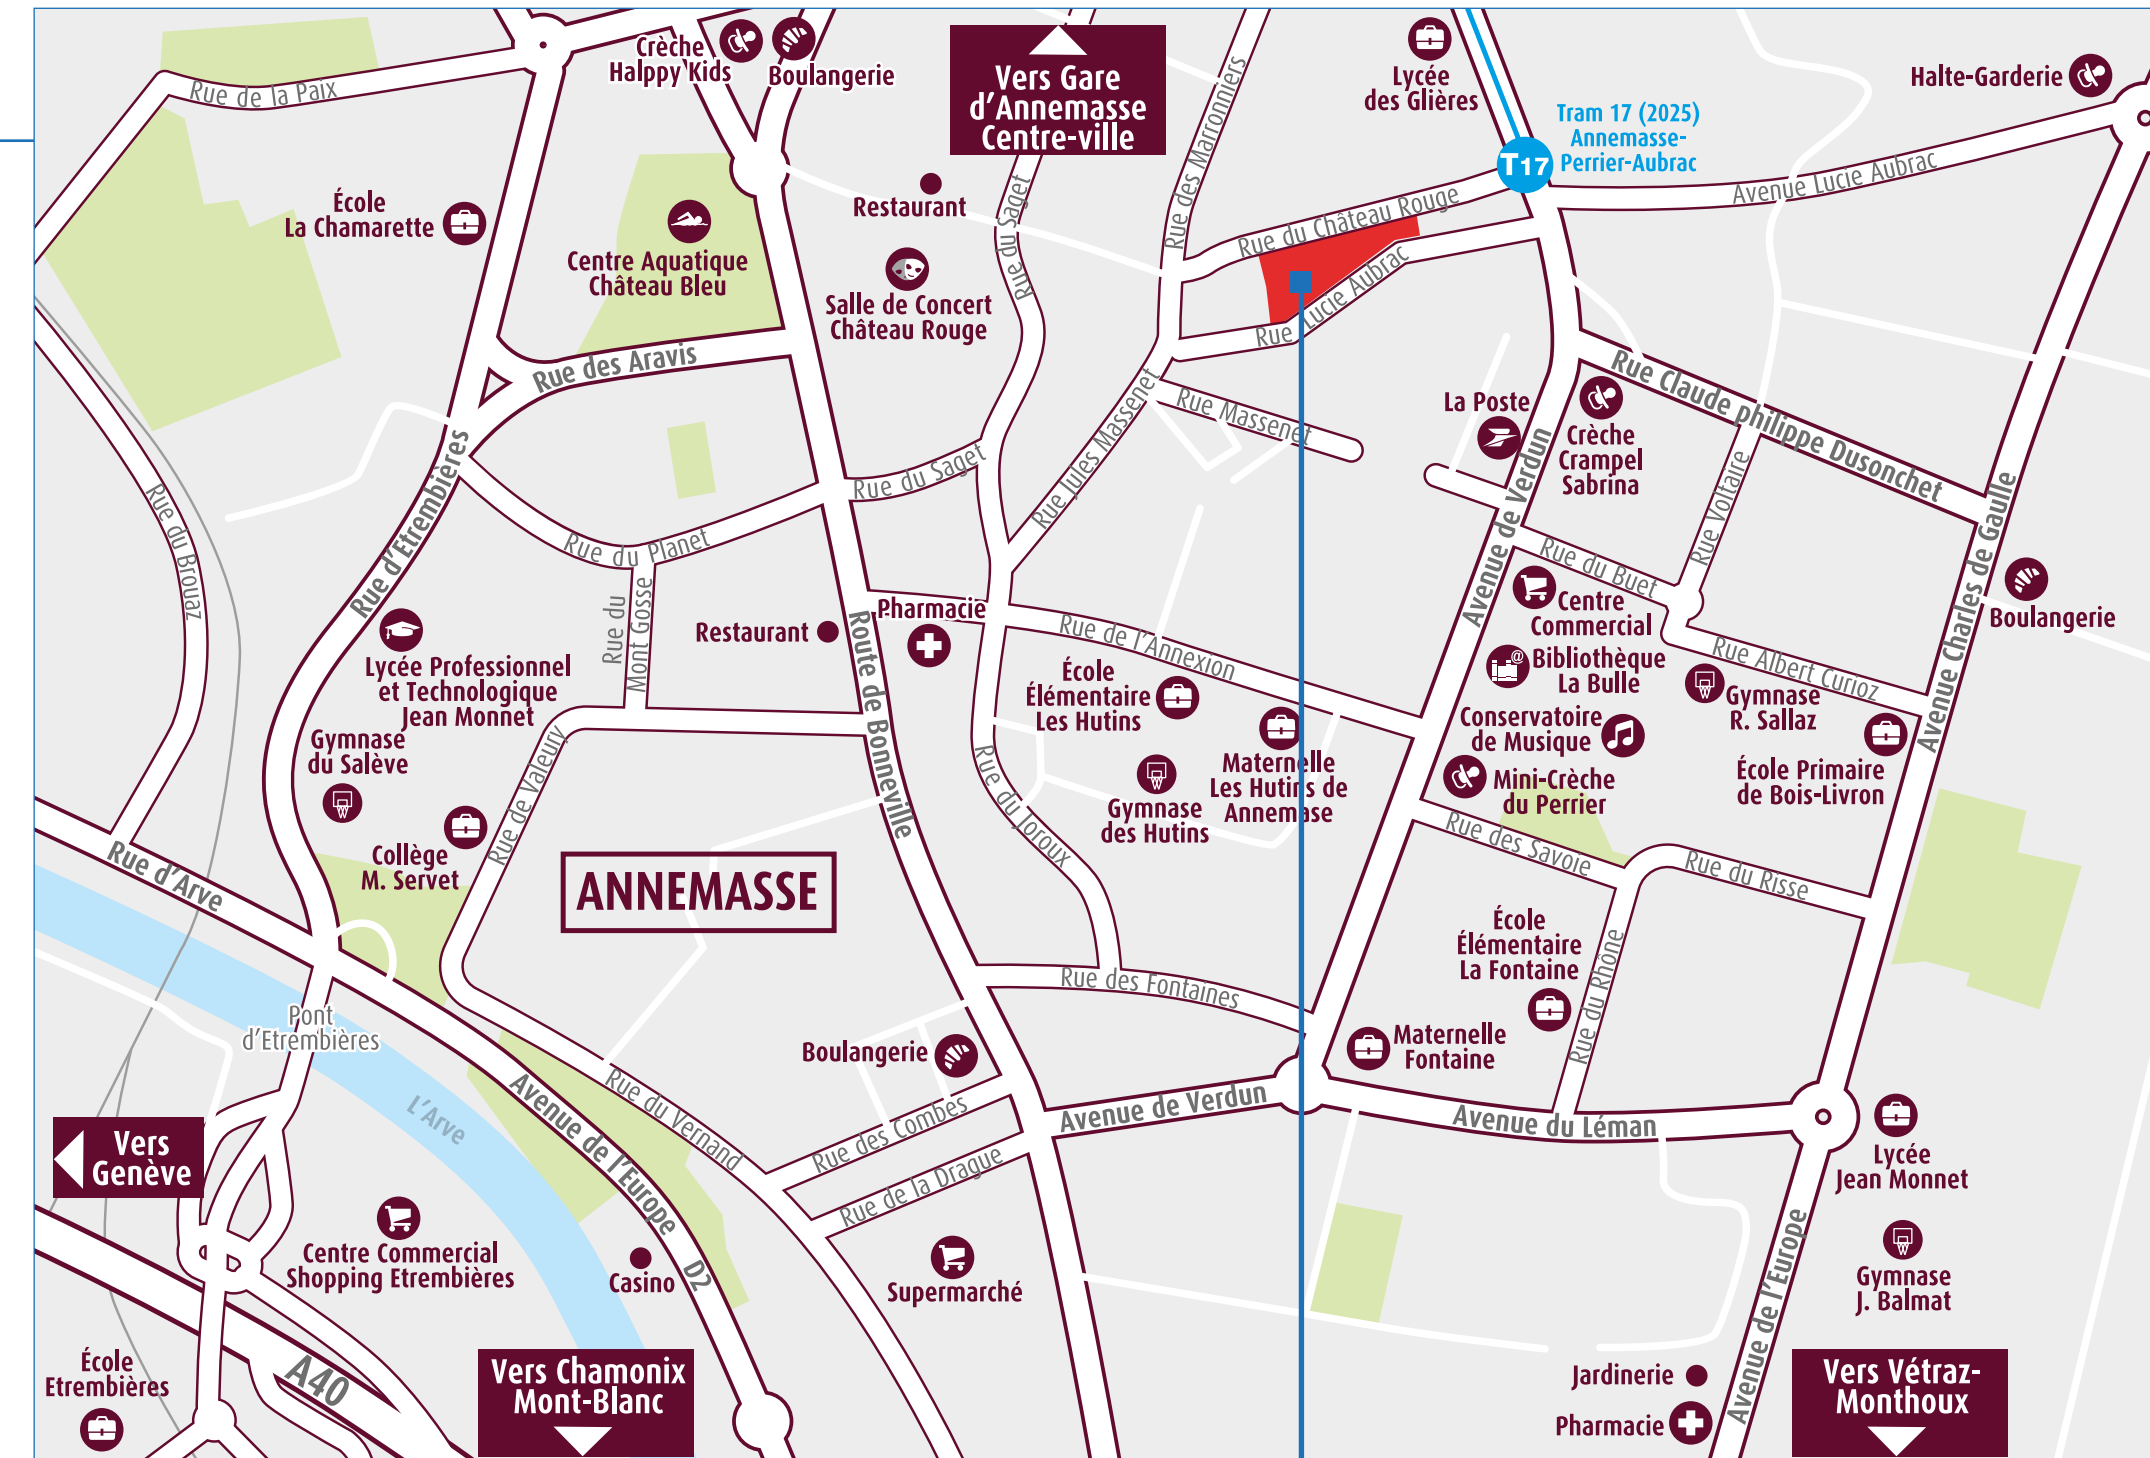 Crèche
Halppy Kids
Boulangerie
Vers Gare
d'Annemasse
Centre-ville
Lycée
des Glières
Tram 17 (2025)
Annemasse-
Perrier-Aubrac
T17
Halte-Garderie
Rue de la Paix
Rue des Marronniers
Avenue Lucie Aubrac
École
La Chamarette
Restaurant
Rue du Saget
Rue du Château Rouge
Centre Aquatique
Château Bleu
Salle de Concert
Château Rouge
Rue Lucie Aubrac
Rue des Aravis
Rue Claude philippe Dusonchet
Rue Massenet
La Poste
Crèche
Crampel
Sabrina
Rue Jules Massenet
Rue du Saget
Rue d'Etrembières
Rue du Brouaz
Rue du Planet
Rue Voltaire
Avenue de Verdun
Rue du Buet
Avenue Charles de Gaulle
Boulangerie
Rue du
Mont Gosse
Restaurant
Pharmacie
Route de Bonneville
Rue de l'Annexion
Centre
Commercial
Bibliothèque
La Bulle
@
Rue Albert Curioz
Gymnase
R. Sallaz
Lycée Professionnel
et Technologique
Jean Monnet
École
Élémentaire
Les Hutins
Conservatoire
de Musique
Gymnase
du Salève
Rue de Valeury
Rue du Joroux
Maternelle
Les Hutins de
Annemase
Gymnase
des Hutins
Mini-Crèche
du Perrier
École Primaire
de Bois-Livron
Collège
M. Servet
ANNEMASSE
Rue d'Arve
Rue des Savoie
Rue du Risse
École
Élémentaire
La Fontaine
Rue du Rhône
Rue des Fontaines
Pont
d'Etrembières
Boulangerie
Maternelle
Fontaine
L'Arve
Avenue de l'Europe D2
Rue du Vernand
Rue des Combes
Avenue de Verdun
Avenue du Léman
Rue de la Drague
Vers
Genève
Lycée
Jean Monnet
Centre Commercial
Shopping Etrembières
Casino
Supermarché
Avenue de l'Europe
Gymnase
J. Balmat
École
Etrembières
A40
Vers Chamonix
Mont-Blanc
Jardinerie
Pharmacie
Vers Vétraz-
Monthoux